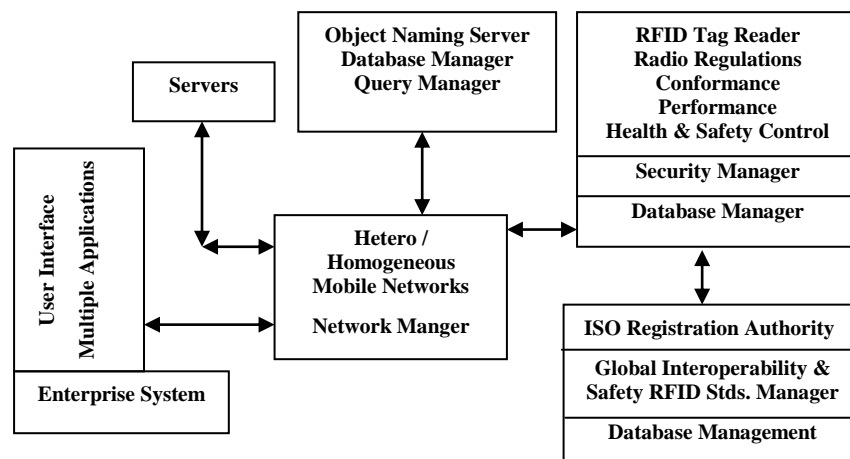 Object Naming Server
Database Manager
Query Manager
RFID Tag Reader
Radio Regulations
Conformance
Performance
Health & Safety Control
Security Manager
Database Manager
Servers
User Interface
Multiple Applications
Enterprise System
Hetero /
Homogeneous
Mobile Networks
Network Manger
ISO Registration Authority
Global Interoperability &
Safety RFID Stds. Manager
Database Management